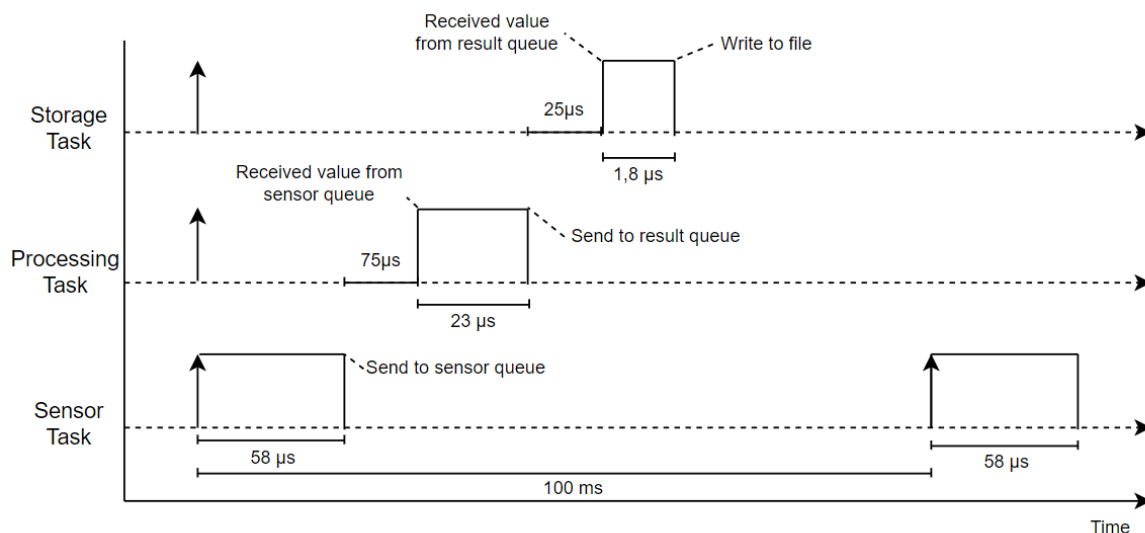 Received value
from result queue
Write to file
25µs
Storage
Task
1,8 µs
Received value from
sensor queue
Send to result queue
75µs
Processing
Task
23 µs
Send to sensor queue
Sensor
Task
58 µs
58 µs
100 ms
Time